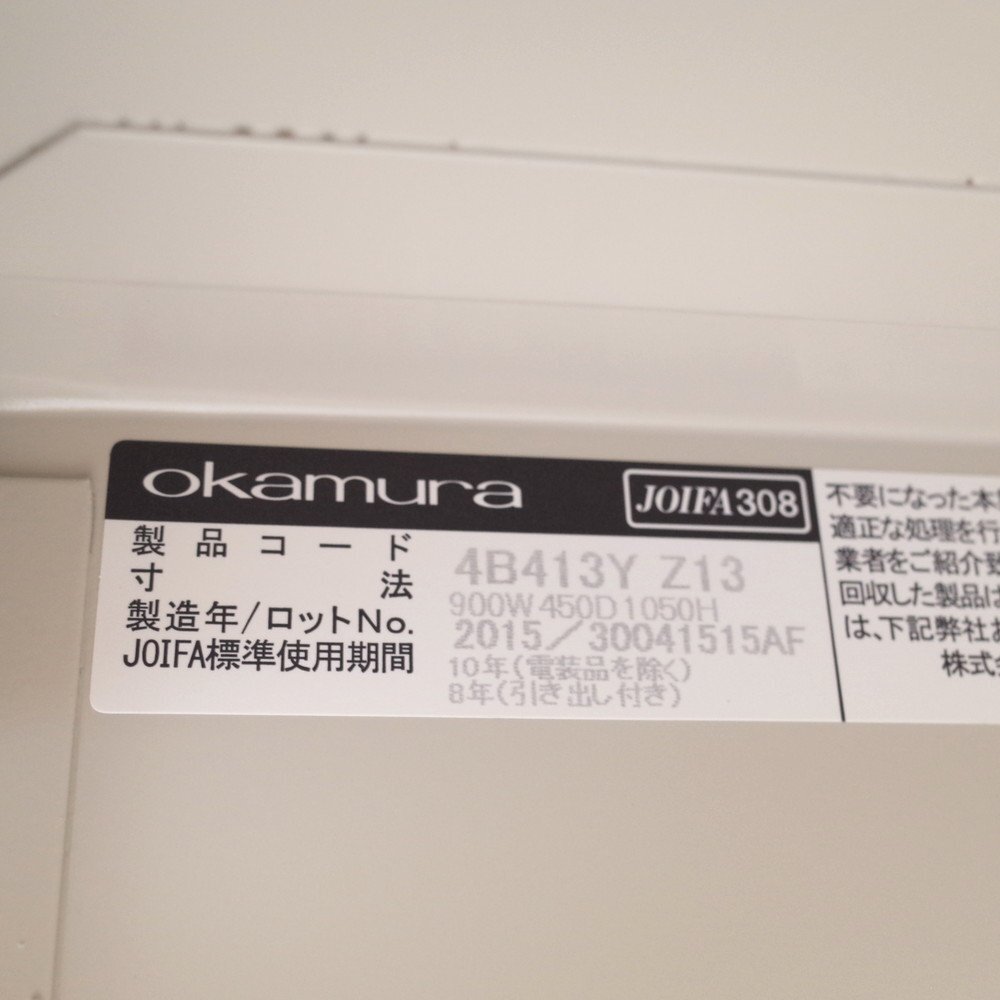 okamura JOIFA308
製品コード 4B413Y Z13
寸法 900W450D1050H
製造年/ロットNo. 2015/30041515AF
JOIFA標準使用期間 10年(電装品を除く)
8年(引き出し付き)
不要になった本
適正な処理を行
業者をご紹介致
回収した製品は
は、下記弊社お
株式会